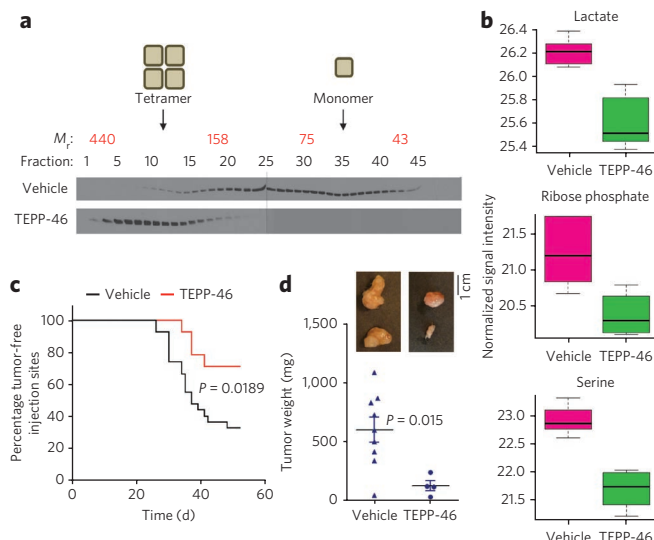 a
Tetramer Monomer
Mr: 440 158 75 43
Fraction: 1 5 10 15 20 25 30 35 40 45
Vehicle
TEPP-46
b
Lactate
26.4
26.2
25.8
25.6
25.4
Vehicle TEPP-46
Ribose phosphate
21.5
21.0
20.5
Vehicle TEPP-46
Serine
23.0
22.5
22.0
21.5
Vehicle TEPP-46
Normalized signal intensity
c
Vehicle TEPP-46
Percentage tumor-free
injection sites
100
80
60
40
20
0
P = 0.0189
0 20 40 60
Time (d)
d
1 cm
Tumor weight (mg)
1,500
1,000
500
0
P = 0.015
Vehicle TEPP-46